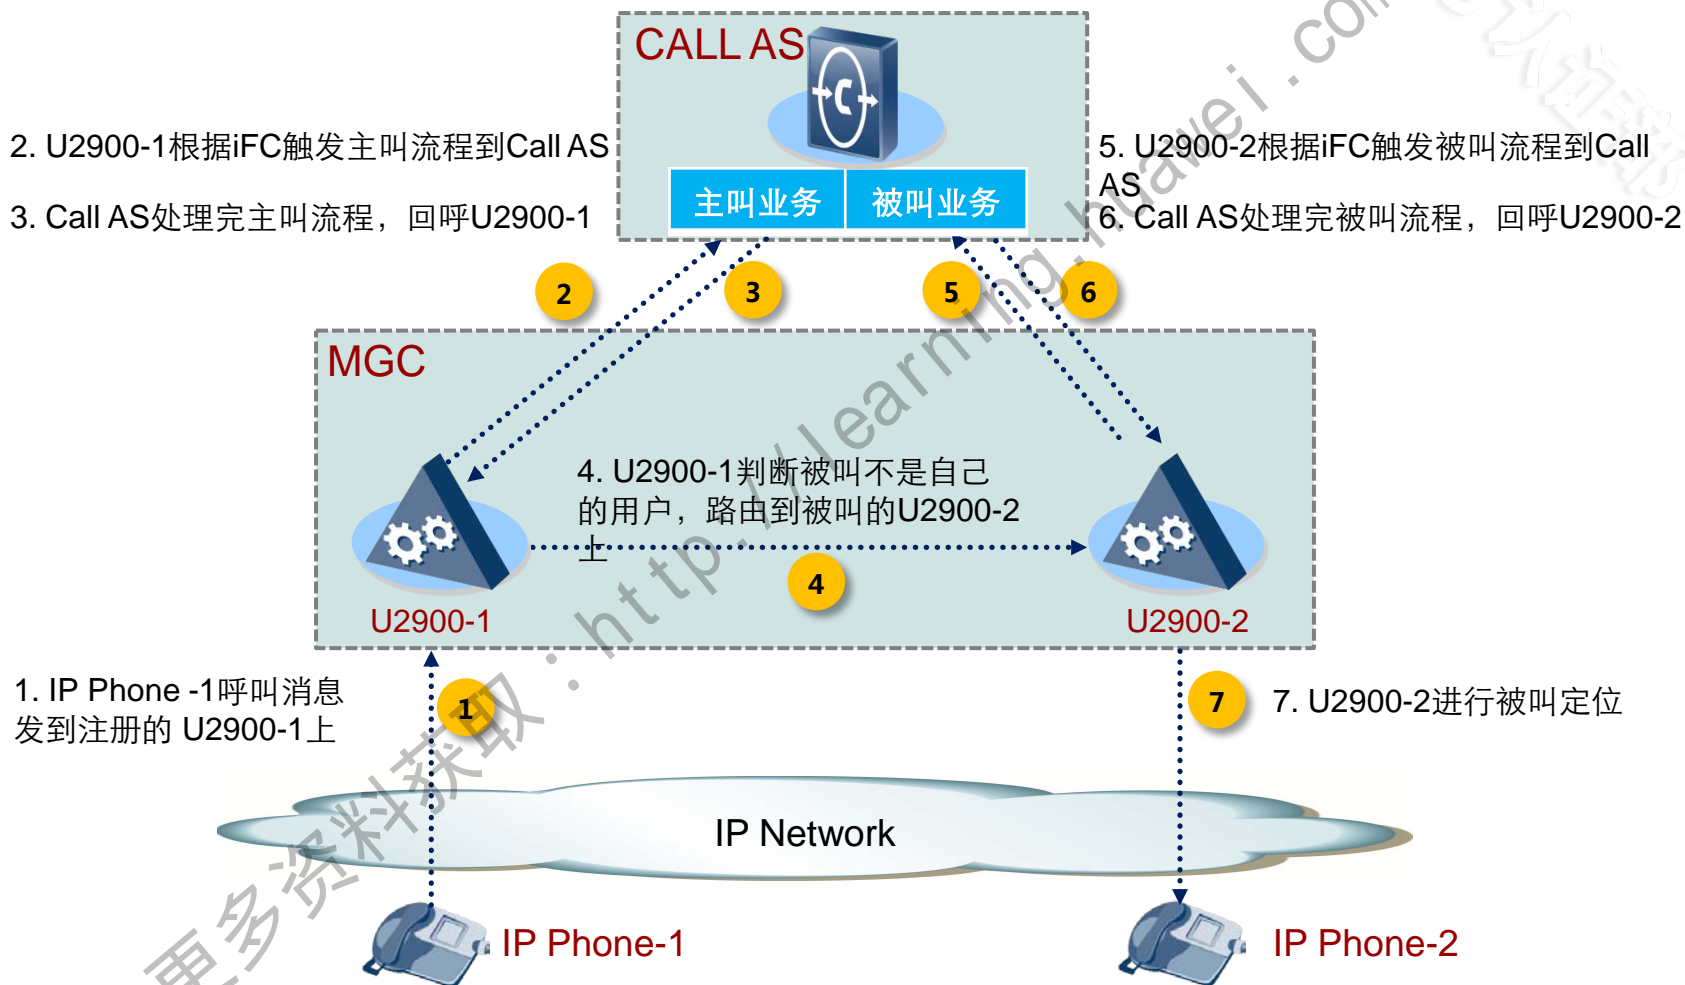 CALL AS
2. U2900-1根据iFC触发主叫流程到Call AS
3. Call AS处理完主叫流程，回呼U2900-1
5. U2900-2根据iFC触发被叫流程到Call
AS
6. Call AS处理完被叫流程，回呼U2900-2
主叫业务
被叫业务
2
3
5
6
MGC
4. U2900-1判断被叫不是自己
的用户，路由到被叫的U2900-2
上
4
U2900-1
U2900-2
1. IP Phone -1呼叫消息
发到注册的 U2900-1上
1
7
7. U2900-2进行被叫定位
IP Network
IP Phone-1
IP Phone-2
更多资料获取：http://learning.huawei.com